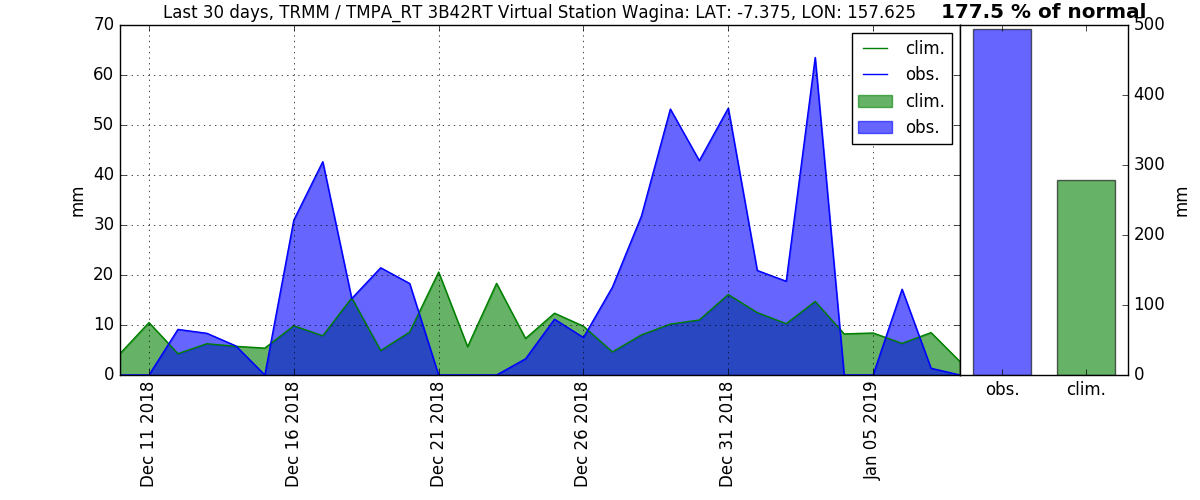 Last 30 days, TRMM / TMPA_RT 3B42RT Virtual Station Wagina: LAT: -7.375, LON: 157.625
177.5 % of normal
70
60
50
40
30
20
10
0
mm
Dec 11 2018
Dec 16 2018
Dec 21 2018
Dec 26 2018
Dec 31 2018
Jan 05 2019
clim.
obs.
clim.
obs.
500
400
300
200
100
0
mm
obs.
clim.